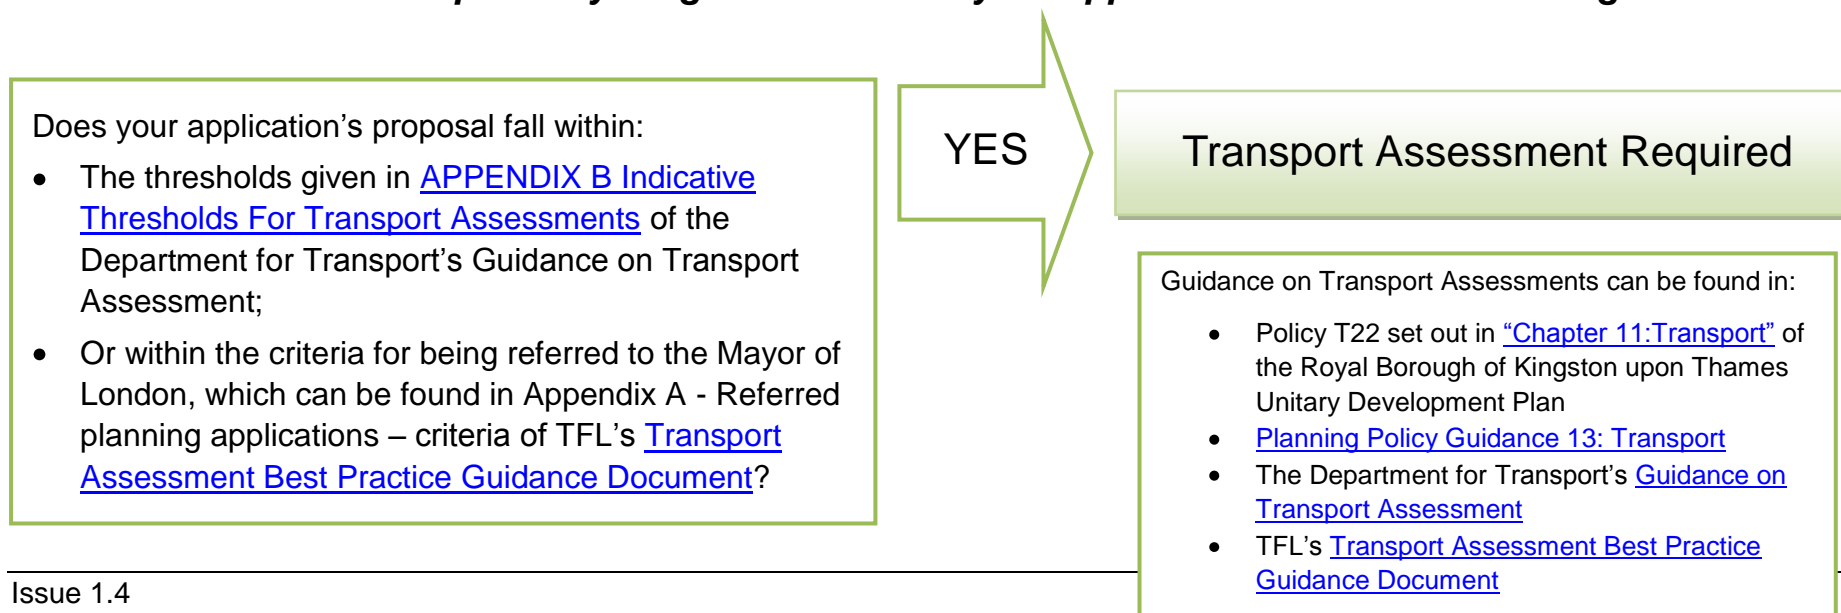 Does your application’s proposal fall within:
• The thresholds given in APPENDIX B Indicative
Thresholds For Transport Assessments of the
Department for Transport’s Guidance on Transport
Assessment;
• Or within the criteria for being referred to the Mayor of
London, which can be found in Appendix A - Referred
planning applications – criteria of TFL’s Transport
Assessment Best Practice Guidance Document?
YES
Transport Assessment Required
Guidance on Transport Assessments can be found in:
• Policy T22 set out in “Chapter 11:Transport” of
the Royal Borough of Kingston upon Thames
Unitary Development Plan
• Planning Policy Guidance 13: Transport
• The Department for Transport’s Guidance on
Transport Assessment
• TFL’s Transport Assessment Best Practice
Guidance Document
Issue 1.4